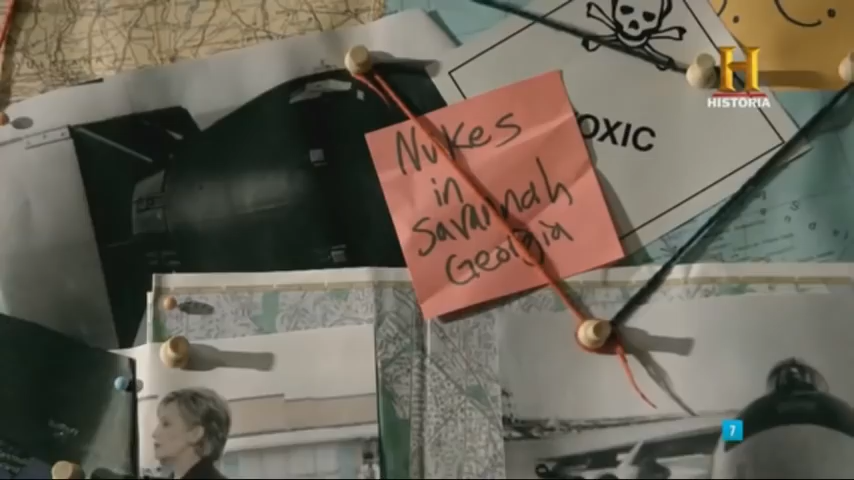 H
HISTORIA
OXIC
Nukes
in
Savannah
Georgia
7